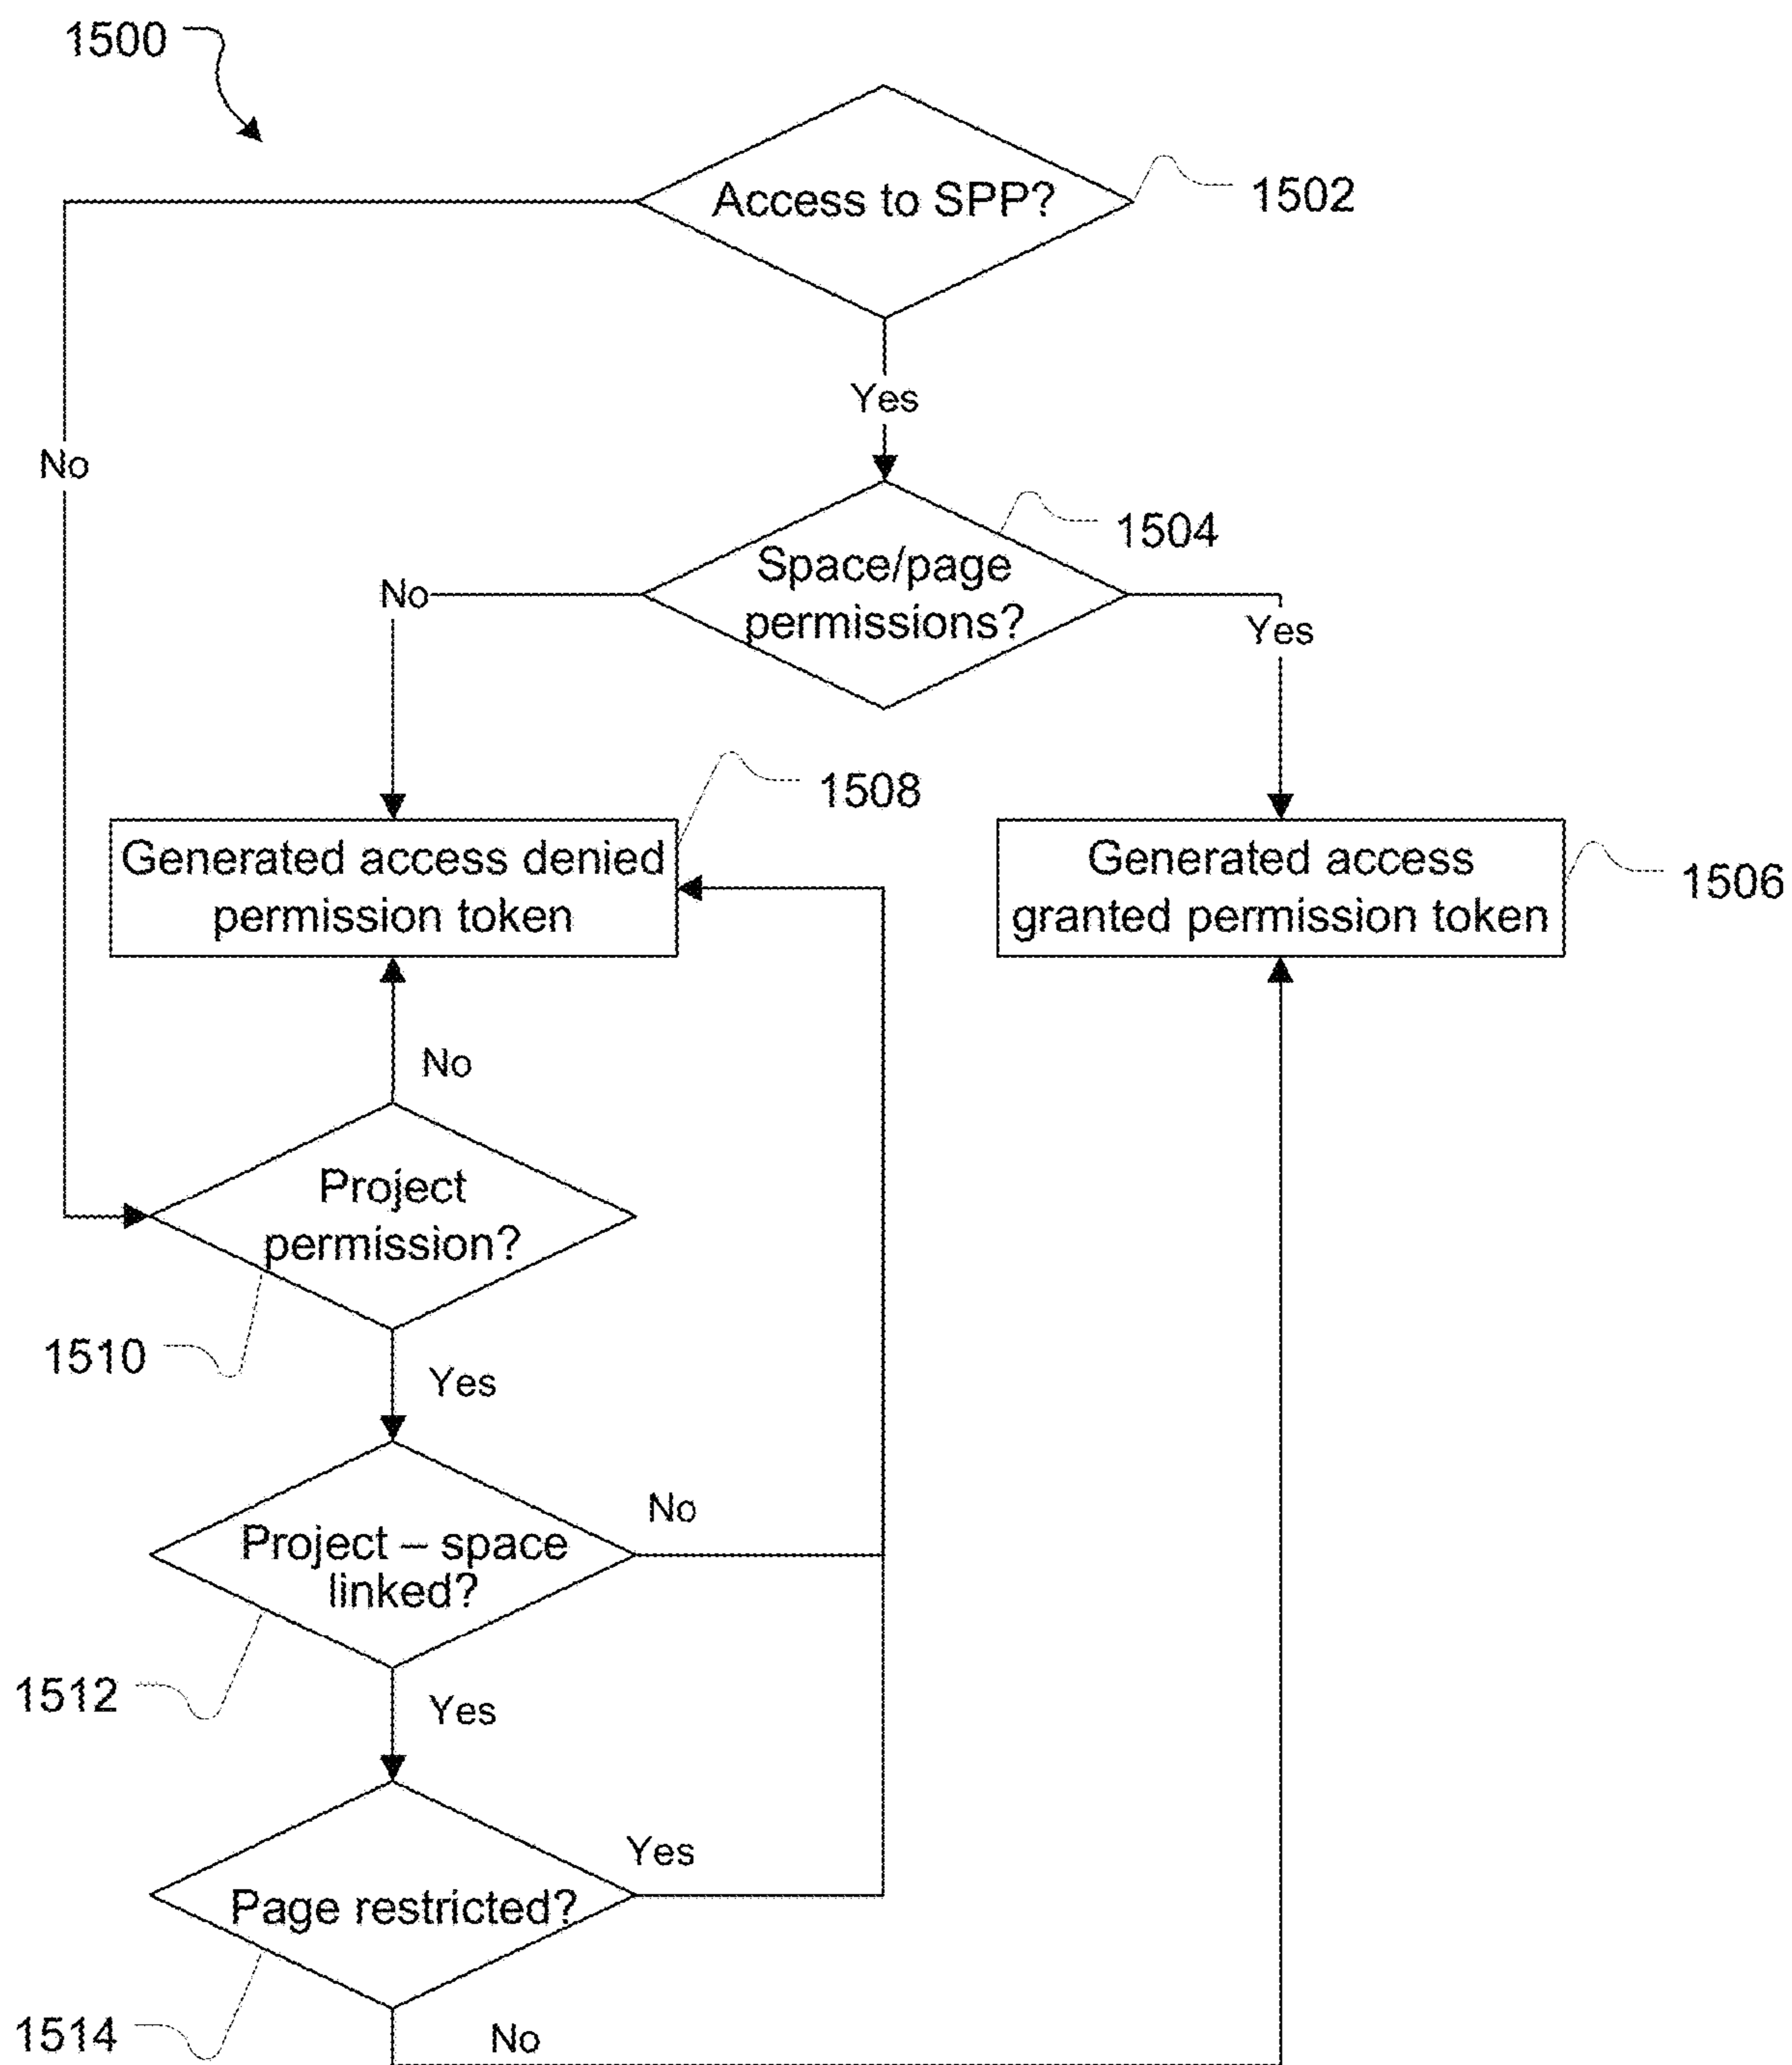 1500
Access to SPP?
1502
Yes
No
1504
Space/page
permissions?
No
Yes
1508
Generated access denied
permission token
Generated access
granted permission token
1506
No
Project
permission?
1510
Yes
No
Project – space
linked?
1512
Yes
Yes
Page restricted?
1514
No